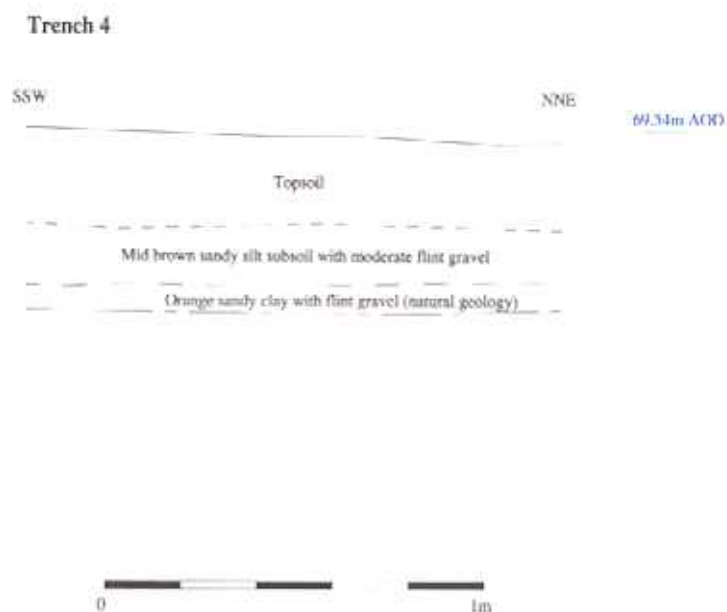 Trench 4
SSW
NNE
69.54m AOD
Topsoil
Mid brown sandy silt subsoil with moderate flint gravel
Orange sandy clay with flint gravel (natural geology)
0
1m